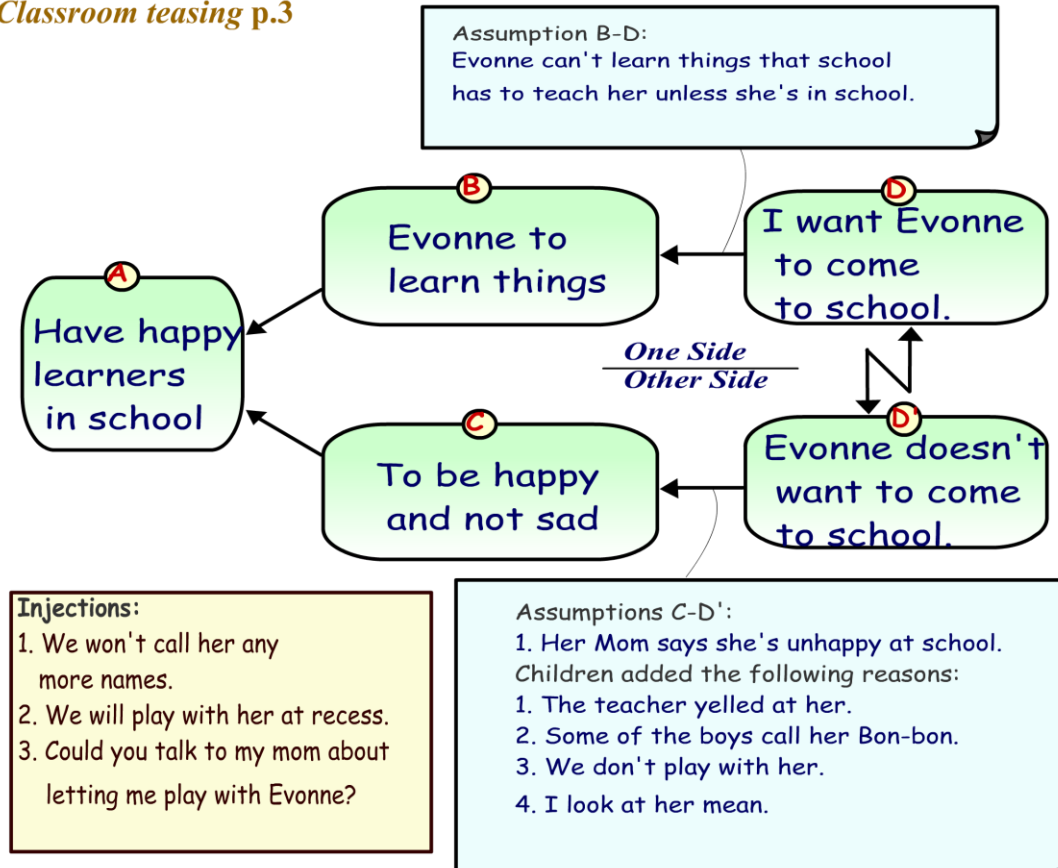 Classroom teasing p.3
Assumption B-D:
Evonne can't learn things that school
has to teach her unless she's in school.
B
Evonne to
learn things
D
I want Evonne
to come
to school.
A
Have happy
learners
in school
One Side
Other Side
C
To be happy
and not sad
D'
Evonne doesn't
want to come
to school.
Injections:
1. We won't call her any
more names.
2. We will play with her at recess.
3. Could you talk to my mom about
letting me play with Evonne?
Assumptions C-D':
1. Her Mom says she's unhappy at school.
Children added the following reasons:
1. The teacher yelled at her.
2. Some of the boys call her Bon-bon.
3. We don't play with her.
4. I look at her mean.